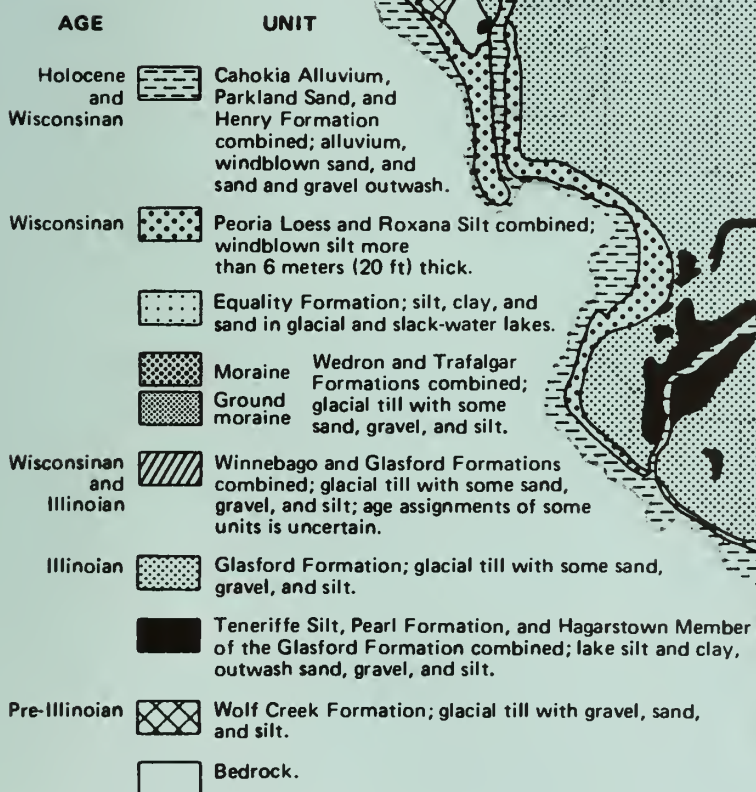 AGE UNIT
Holocene and Wisconsinan
Cahokia Alluvium,
Parkland Sand, and
Henry Formation
combined; alluvium,
windblown sand, and
sand and gravel outwash.
Wisconsinan
Peoria Loess and Roxana Silt combined;
windblown silt more
than 6 meters (20 ft) thick.
Equality Formation; silt, clay, and
sand in glacial and slack-water lakes.
Moraine
Ground
moraine
Wedron and Trafalgar
Formations combined;
glacial till with some
sand, gravel, and silt.
Wisconsinan
and
Illinoian
Winnebago and Glasford Formations
combined; glacial till with some sand,
gravel, and silt; age assignments of some
units is uncertain.
Illinoian
Glasford Formation; glacial till with some sand,
gravel, and silt.
Teneriffe Silt, Pearl Formation, and Hagarstown Member
of the Glasford Formation combined; lake silt and clay,
outwash sand, gravel, and silt.
Pre-Illinoian
Wolf Creek Formation; glacial till with gravel, sand,
and silt.
Bedrock.